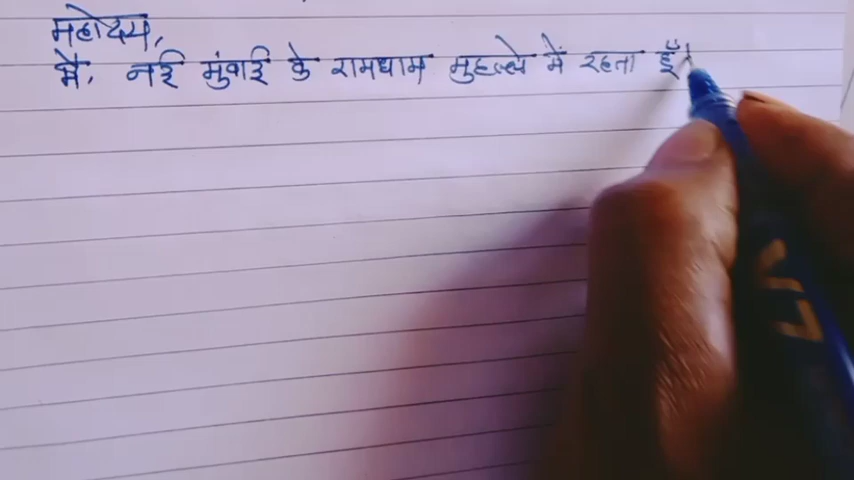 महोदय,
मैं, नई मुंबई के रामधाम मुहल्ले में रहता हूँ।